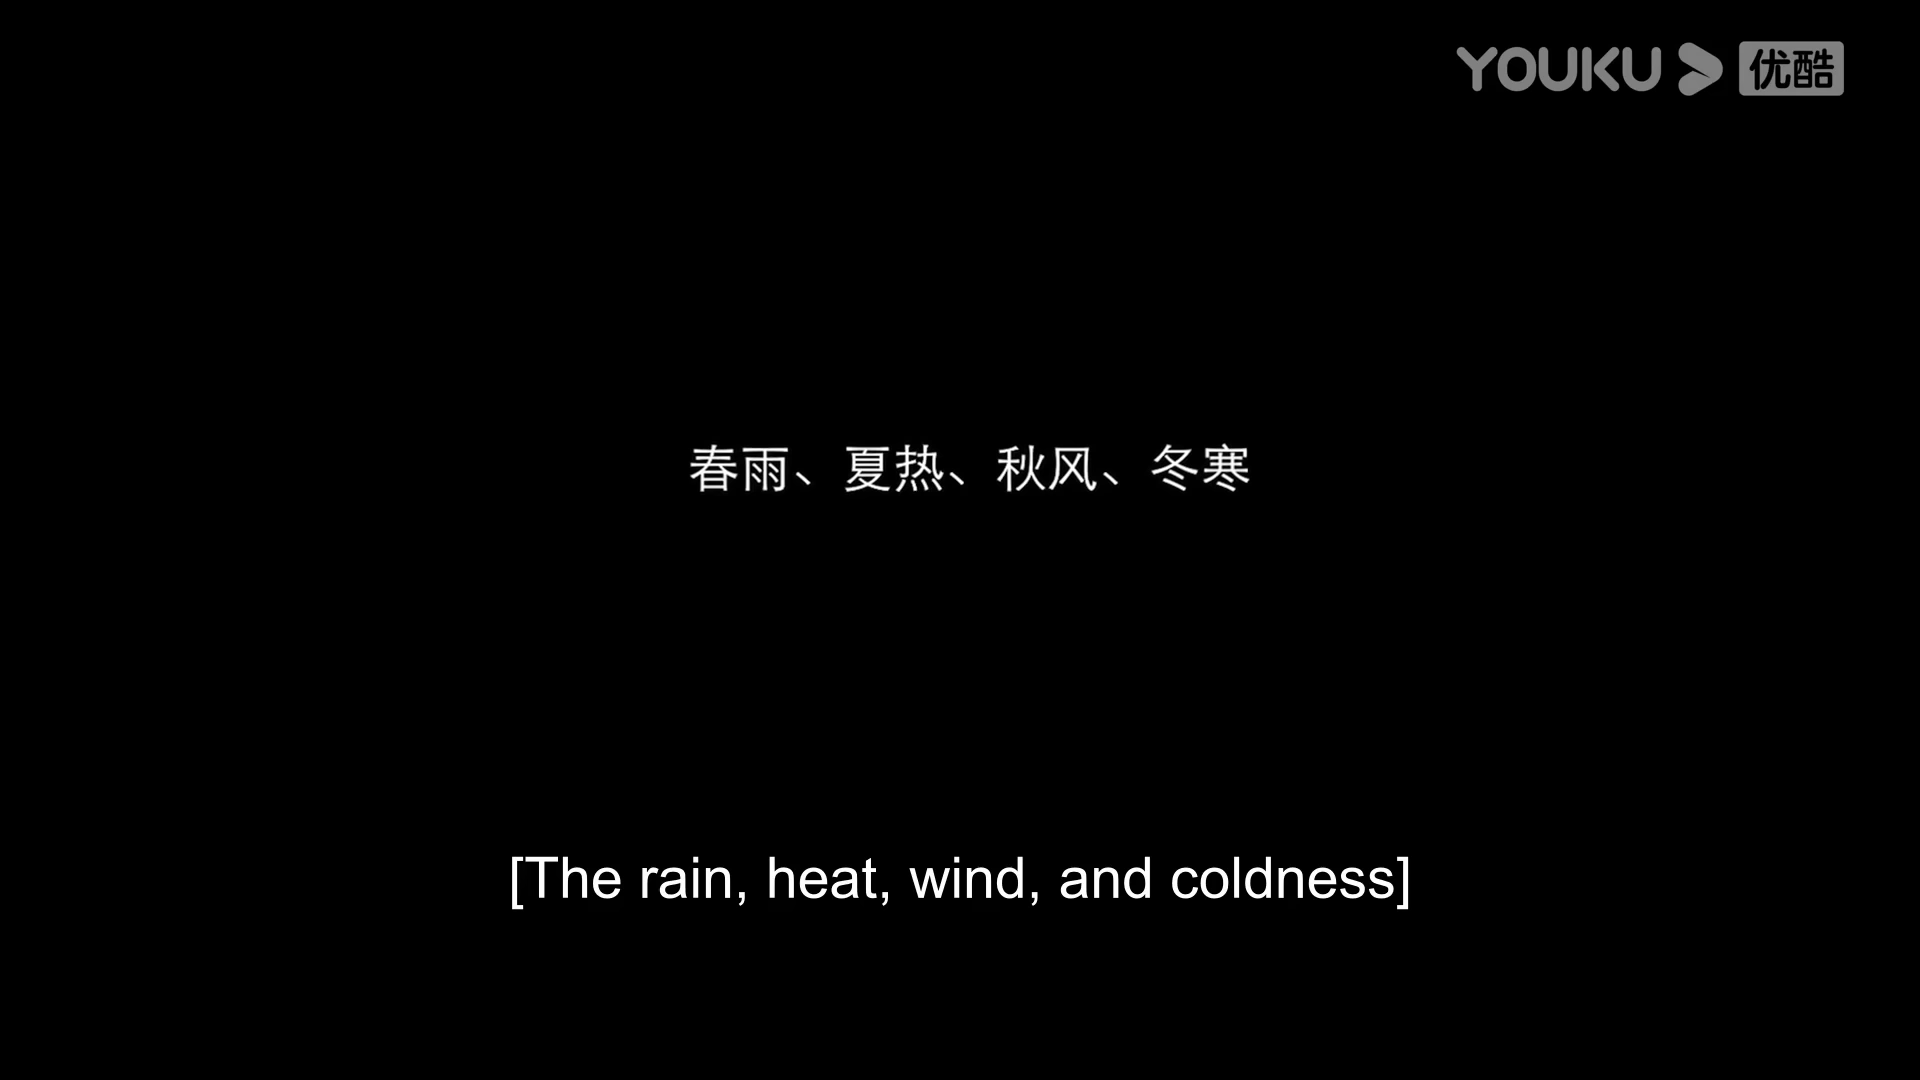 YOUKU 优酷
春雨、夏热、秋风、冬寒
[The rain, heat, wind, and coldness]